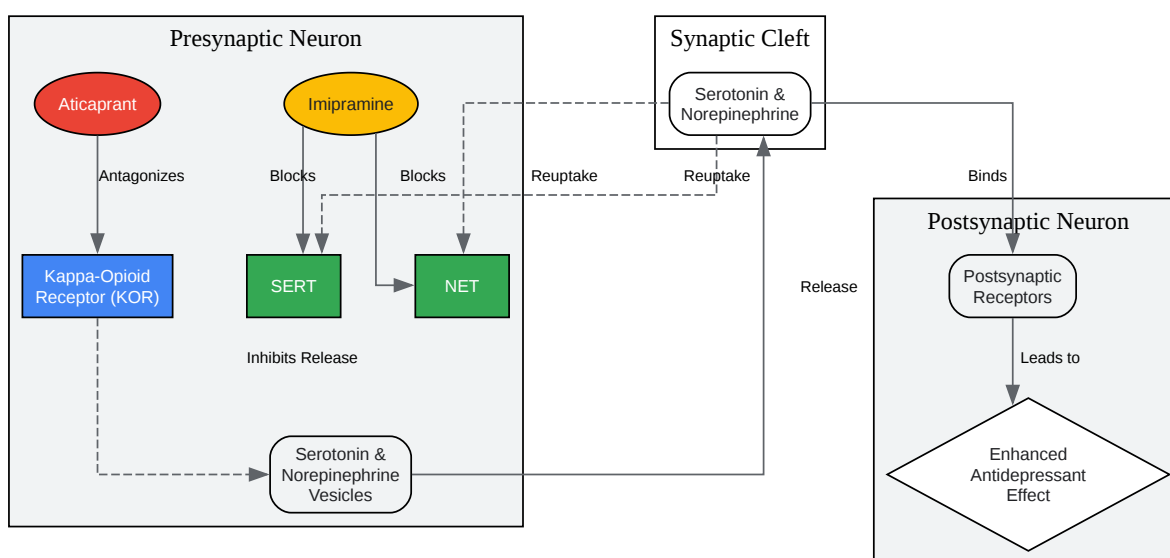 Presynaptic Neuron
Synaptic Cleft
Aticaprant
Imipramine
Serotonin &
Norepinephrine
Antagonizes
Blocks
Blocks
Reuptake
Reuptake
Binds
Postsynaptic Neuron
Kappa-Opioid
Receptor (KOR)
SERT
NET
Release
Postsynaptic
Receptors
Inhibits Release
Leads to
Serotonin &
Norepinephrine
Vesicles
Enhanced
Antidepressant
Effect